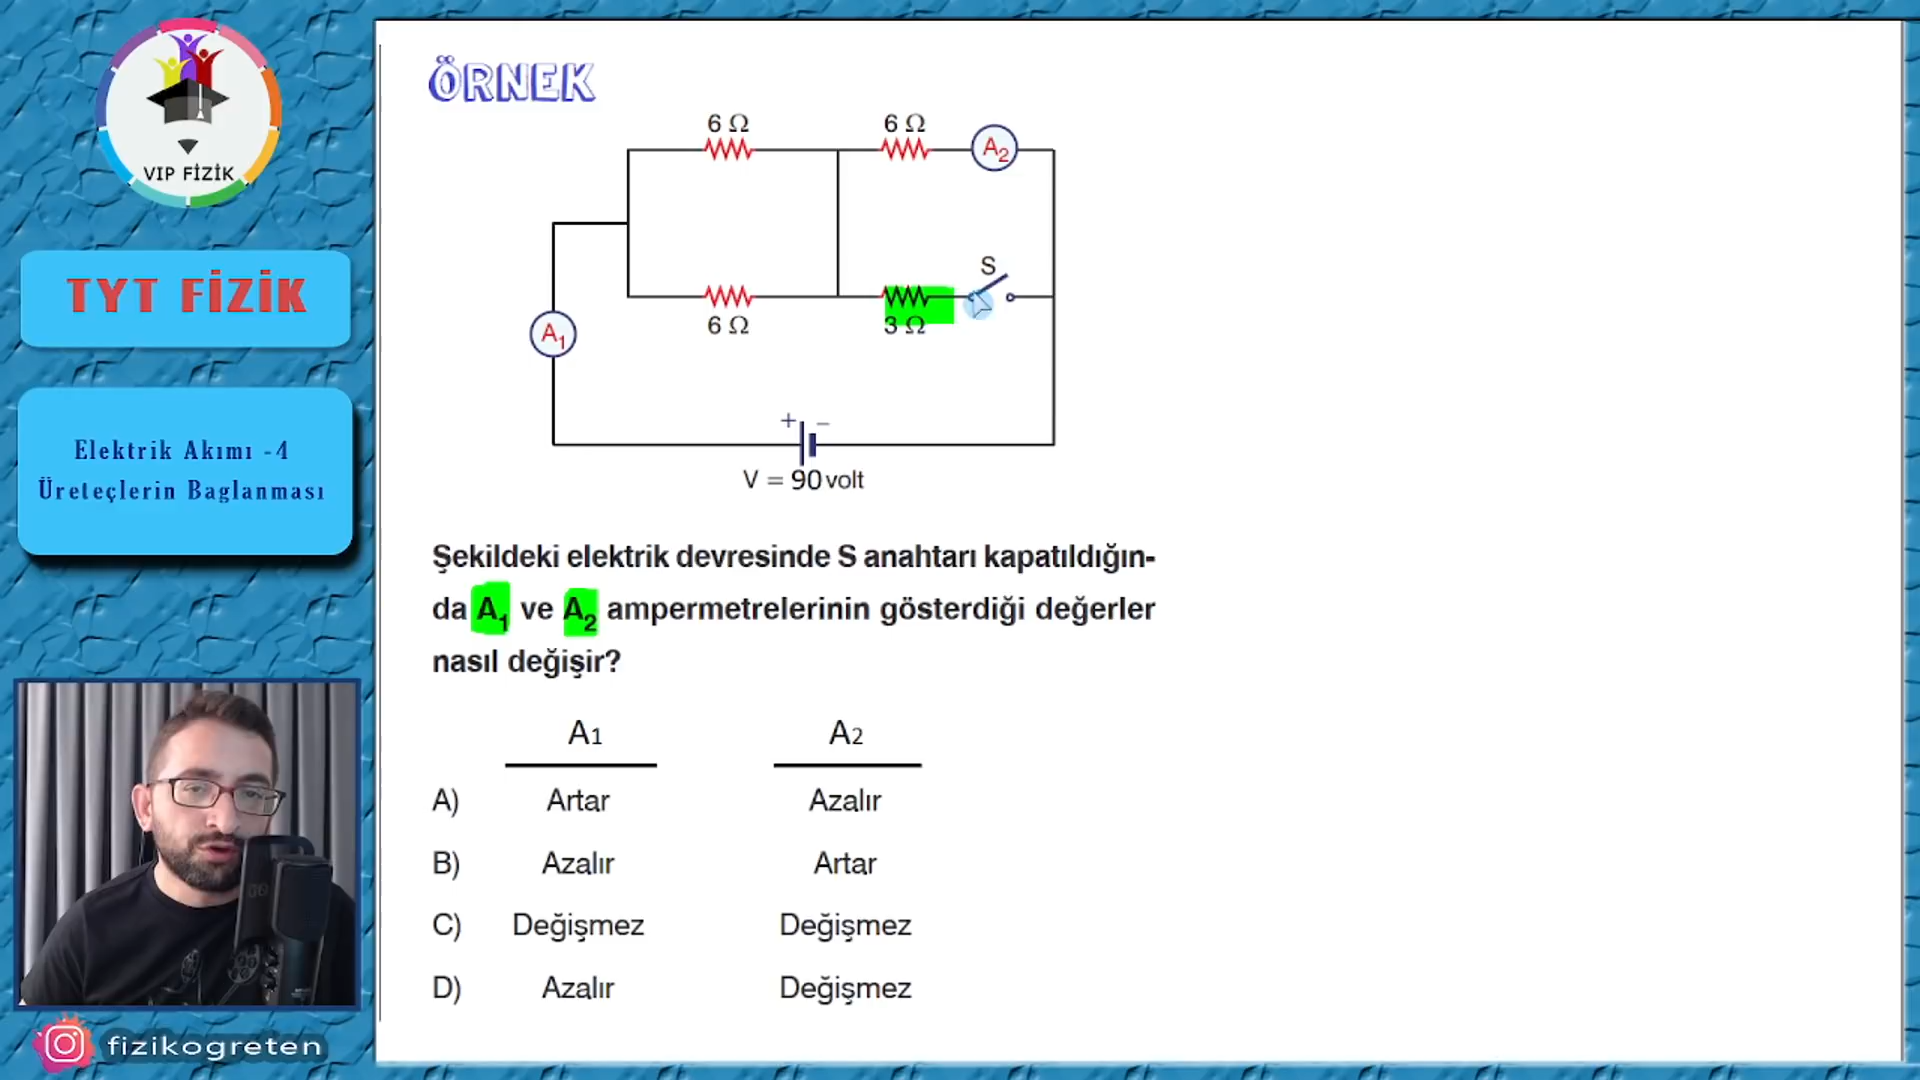 VIP FİZİK
TYT FİZİK
Elektrik Akımı -4
Üreteçlerin Baglanması
fizikogreten
ÖRNEK
6 Ω
6 Ω
A2
S
6 Ω
3 Ω
A1
+ −
V = 90 volt
Şekildeki elektrik devresinde S anahtarı kapatıldığın-
da A1 ve A2 ampermetrelerinin gösterdiği değerler
nasıl değişir?
A1 A2
A) Artar Azalır
B) Azalır Artar
C) Değişmez Değişmez
D) Azalır Değişmez